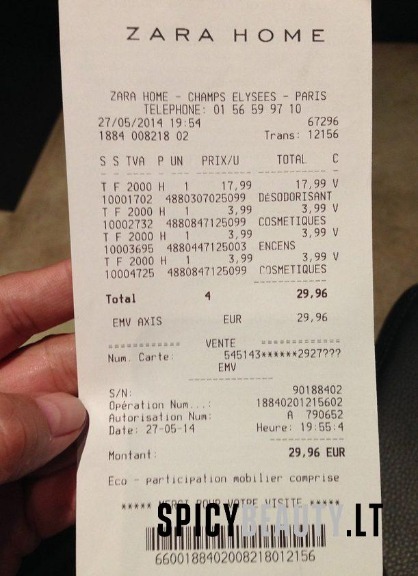 ZARA HOME
ZARA HOME - CHAMPS ELYSEES - PARIS
TELEPHONE: 01 56 59 97 10
27/05/2014 19:54 67296
1884 008218 02 Trans: 12156
S S TVA P UN PRIX/U TOTAL C
T F 2000 H 1 17,99 17,99 V
10001702 4880307025099 DESODORISANT
T F 2000 H 1 3,99 3,99 V
10002732 4880847125099 COSMETIQUES
T F 2000 H 1 3,99 3,99 V
10003695 4880447125003 ENCENS
T F 2000 H 1 3,99 3,99 V
10004725 4880847125099 COSMETIQUES
Total 4 29,96
EMV AXIS EUR 29,96
============ VENTE ==============
Num. Carte: 545143******2927???
EMV
S/N: 90188402
Opération Num...: 18840201215602
Autorisation Num: A 790652
Date: 27-05-14 Heure: 19:55:4
Montant: 29,96 EUR
Eco - participation mobilier comprise
***** MERCI POUR VOTRE VISITE *****
SPICYBEAUTY.LT
6600188402008218012156